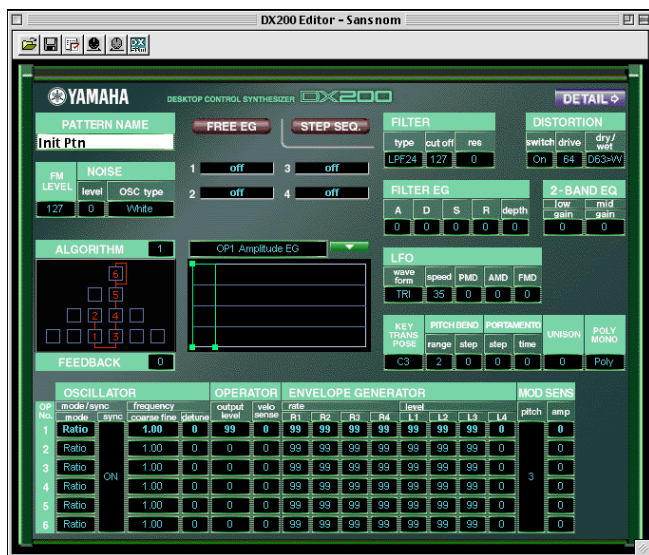 DX200 Editor - Sans nom
YAMAHA DESKTOP CONTROL SYNTHESIZER DX200
DETAIL
PATTERN NAME
Init Ptn
FREE EG STEP SEQ.
1 off 3 off
2 off 4 off
FILTER
type cut off res
LPF24 127 0
DISTORTION
switch drive dry/wet
On 64 D63>W
FM LEVEL
127
NOISE
level OSC type
0 White
FILTER EG
A D S R depth
0 0 0 0 0
2-BAND EQ
low gain mid gain
0 0
ALGORITHM 1
6
5
2 4
1 3
FEEDBACK 0
OP1 Amplitude EG
LFO
wave form speed PMD AMD FMD
TRI 35 0 0 0
KEY TRANS POSE
C3
PITCH BEND
range step
2 0
PORTAMENTO
step time
0 0
UNISON
0
POLY MONO
Poly
OSCILLATOR OPERATOR ENVELOPE GENERATOR MOD SENS
OP No. mode/sync frequency output level velo sense rate level pitch amp
mode sync coarse fine detune R1 R2 R3 R4 L1 L2 L3 L4
1 Ratio 1.00 0 99 0 99 99 99 99 99 99 99 0 0
2 Ratio 1.00 0 0 0 99 99 99 99 99 99 99 0 0
3 Ratio 1.00 0 0 0 99 99 99 99 99 99 99 0 0
ON 3
4 Ratio 1.00 0 0 0 99 99 99 99 99 99 99 0 0
5 Ratio 1.00 0 0 0 99 99 99 99 99 99 99 0 0
6 Ratio 1.00 0 0 0 99 99 99 99 99 99 99 0 0